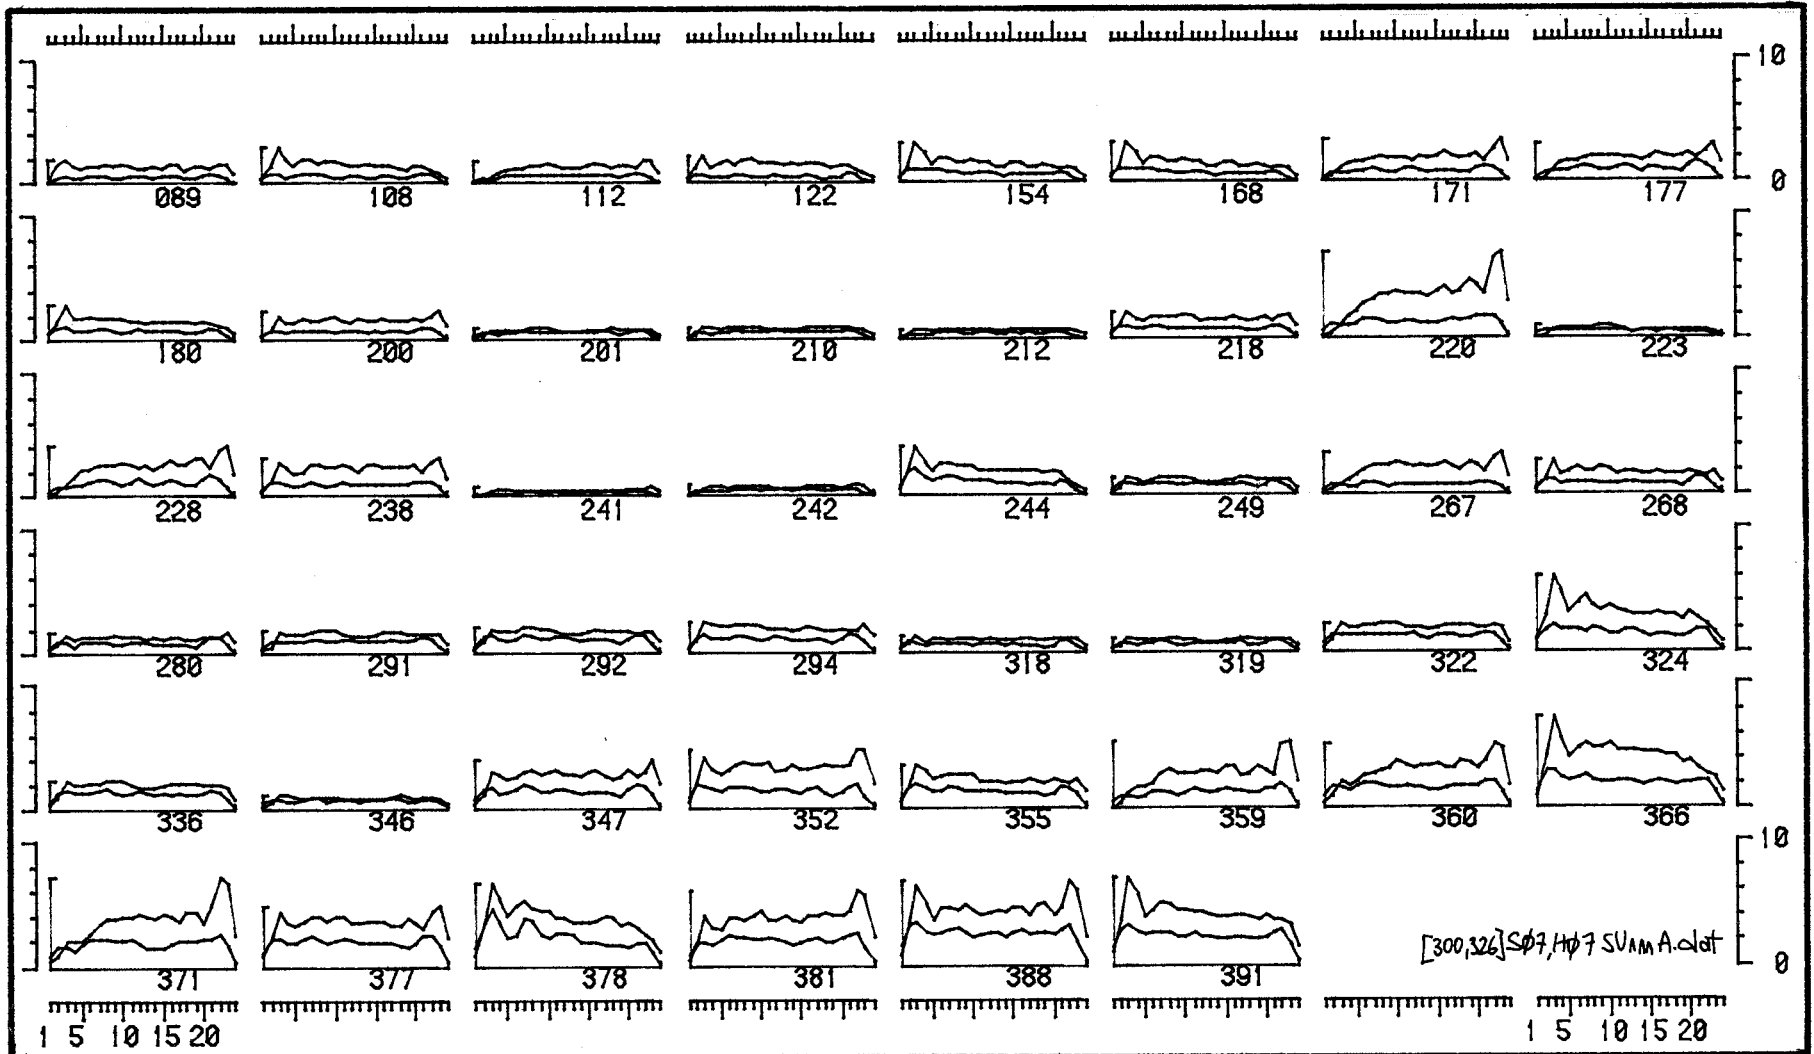 10
089 108 112 122 154 168 171 177 0
180 200 201 210 212 218 220 223
228 238 241 242 244 249 267 268
280 291 292 294 318 319 322 324
336 346 347 352 355 359 360 366
10
[300,326]SØ7,HØ7 SUMMA.dat
0
371 377 378 381 388 391
1 5 10 15 20 1 5 10 15 20